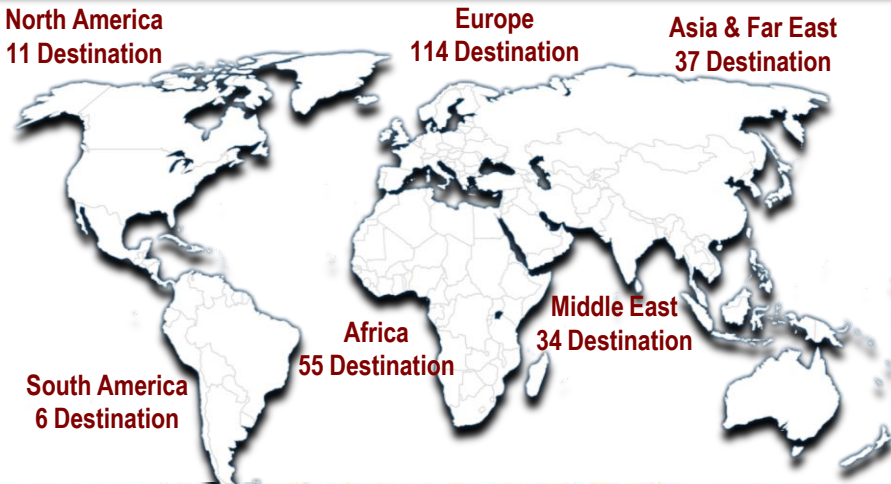 North America
11 Destination
Europe
114 Destination
Asia & Far East
37 Destination
Africa
55 Destination
Middle East
34 Destination
South America
6 Destination